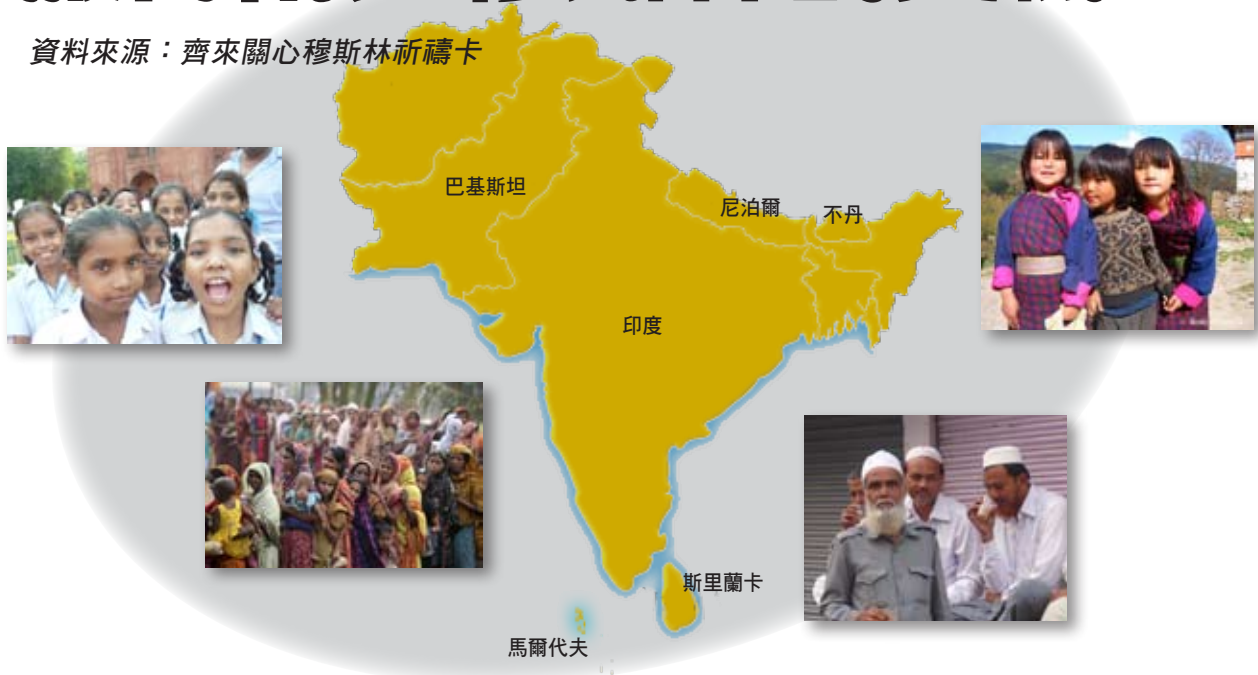 資料來源：齊來關心穆斯林祈禱卡
巴基斯坦
尼泊爾
不丹
印度
斯里蘭卡
馬爾代夫